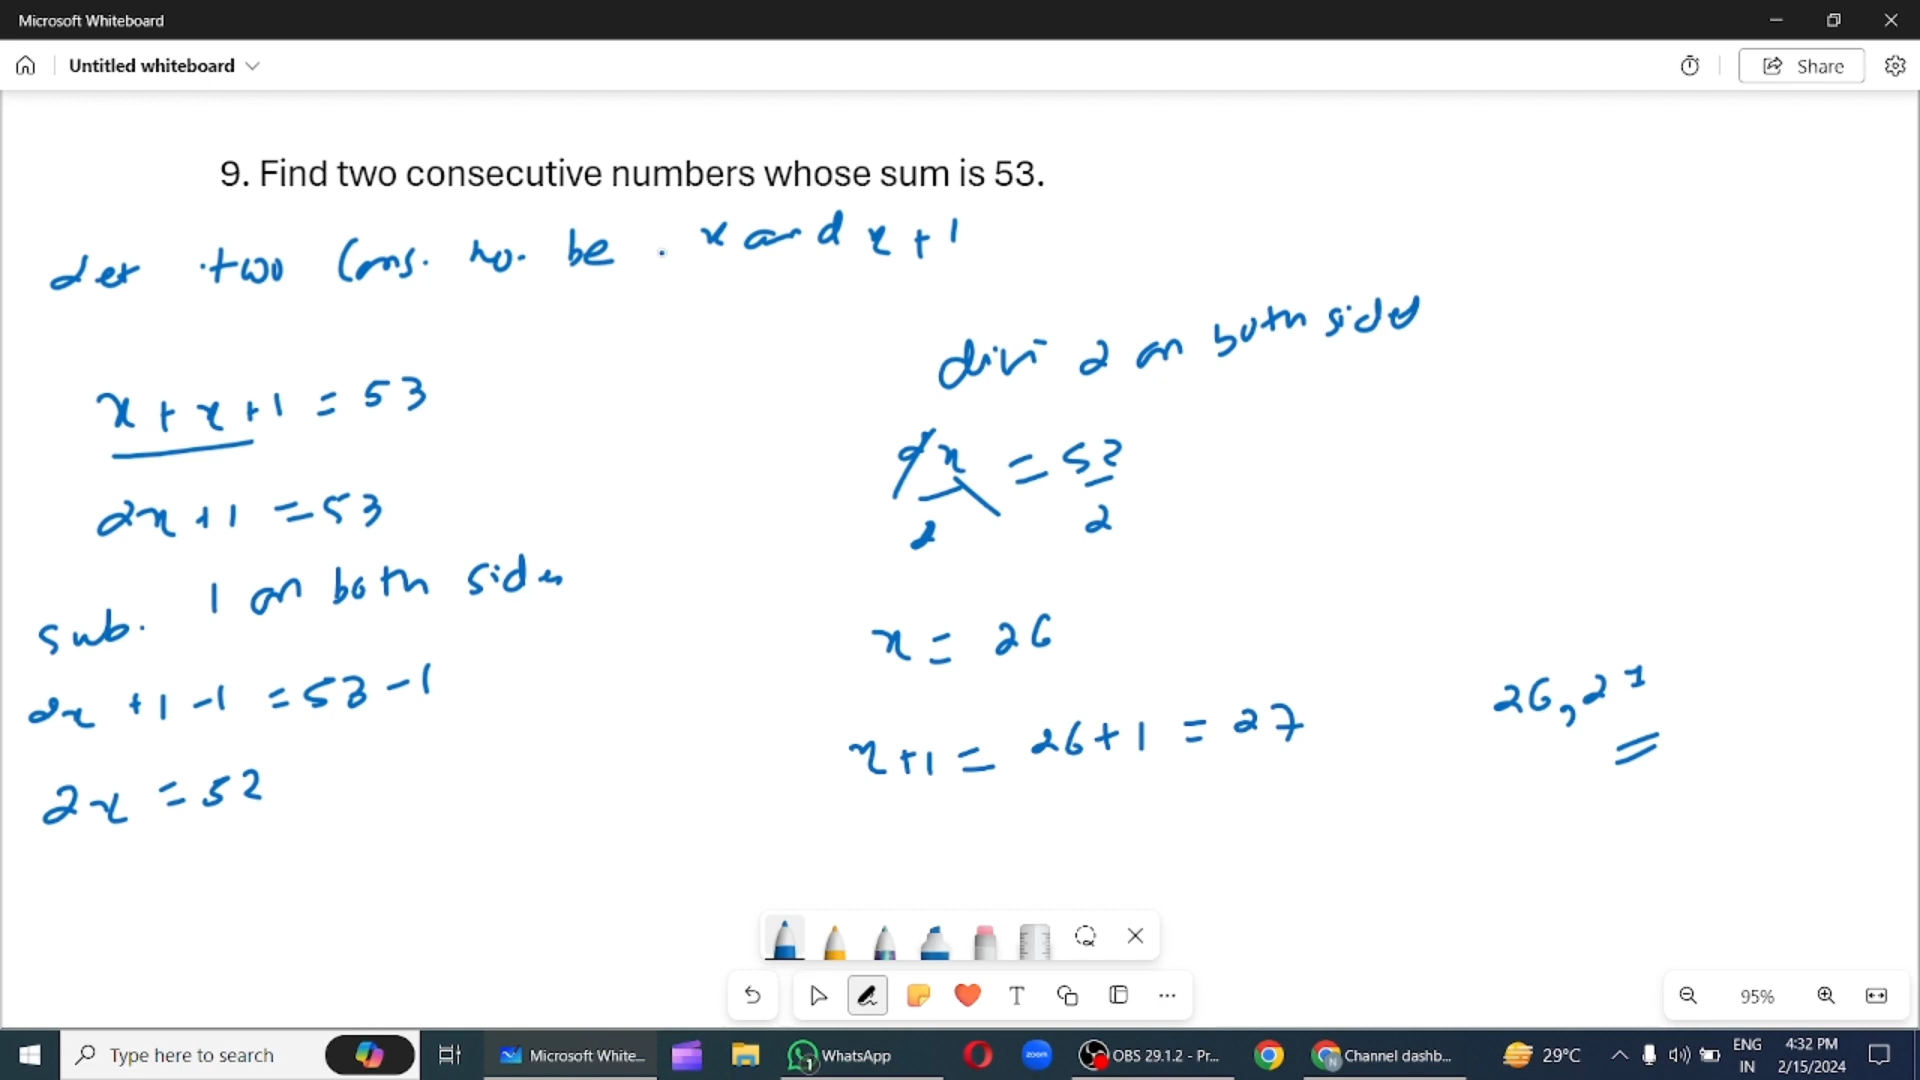 Microsoft Whiteboard
Untitled whiteboard
Share
9. Find two consecutive numbers whose sum is 53.
Let two Cons. no. be x and x + 1
x + x + 1 = 53
2x + 1 = 53
sub. 1 on both sides
2x + 1 - 1 = 53 - 1
2x = 52
divi 2 on both sides
2x/2 = 52/2
x = 26
x + 1 = 26 + 1 = 27
26, 27
95%
Type here to search
Microsoft White...
1
WhatsApp
zoom
OBS 29.1.2 - Pr...
N
Channel dashb...
29°C
ENG
IN
4:32 PM
2/15/2024